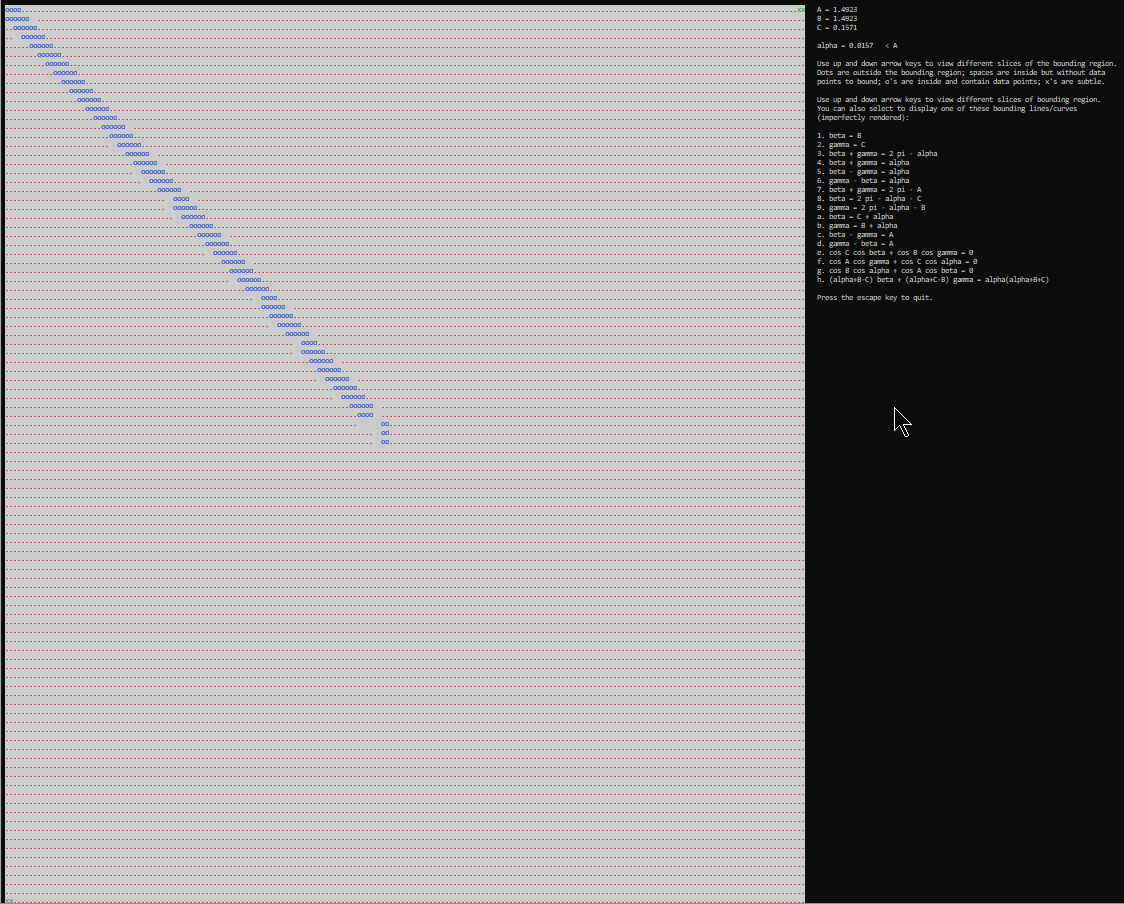 A = 1.4923
B = 1.4923
C = 0.1571
alpha = 0.0157 < A
Use up and down arrow keys to view different slices of the bounding region.
Dots are outside the bounding region; spaces are inside but without data
points to bound; o's are inside and contain data points; x's are subtle.
Use up and down arrow keys to view different slices of bounding region.
You can also select to display one of these bounding lines/curves
(imperfectly rendered):
1. beta = B
2. gamma = C
3. beta + gamma = 2 pi - alpha
4. beta + gamma = alpha
5. beta - gamma = alpha
6. gamma - beta = alpha
7. beta + gamma = 2 pi - A
8. beta = 2 pi - alpha - C
9. gamma = 2 pi - alpha - B
a. beta = C + alpha
b. gamma = B + alpha
c. beta - gamma = A
d. gamma - beta = A
e. cos C cos beta + cos B cos gamma = 0
f. cos A cos gamma + cos C cos alpha = 0
g. cos B cos alpha + cos A cos beta = 0
h. (alpha+B-C) beta + (alpha+C-B) gamma = alpha(alpha+B+C)
Press the escape key to quit.